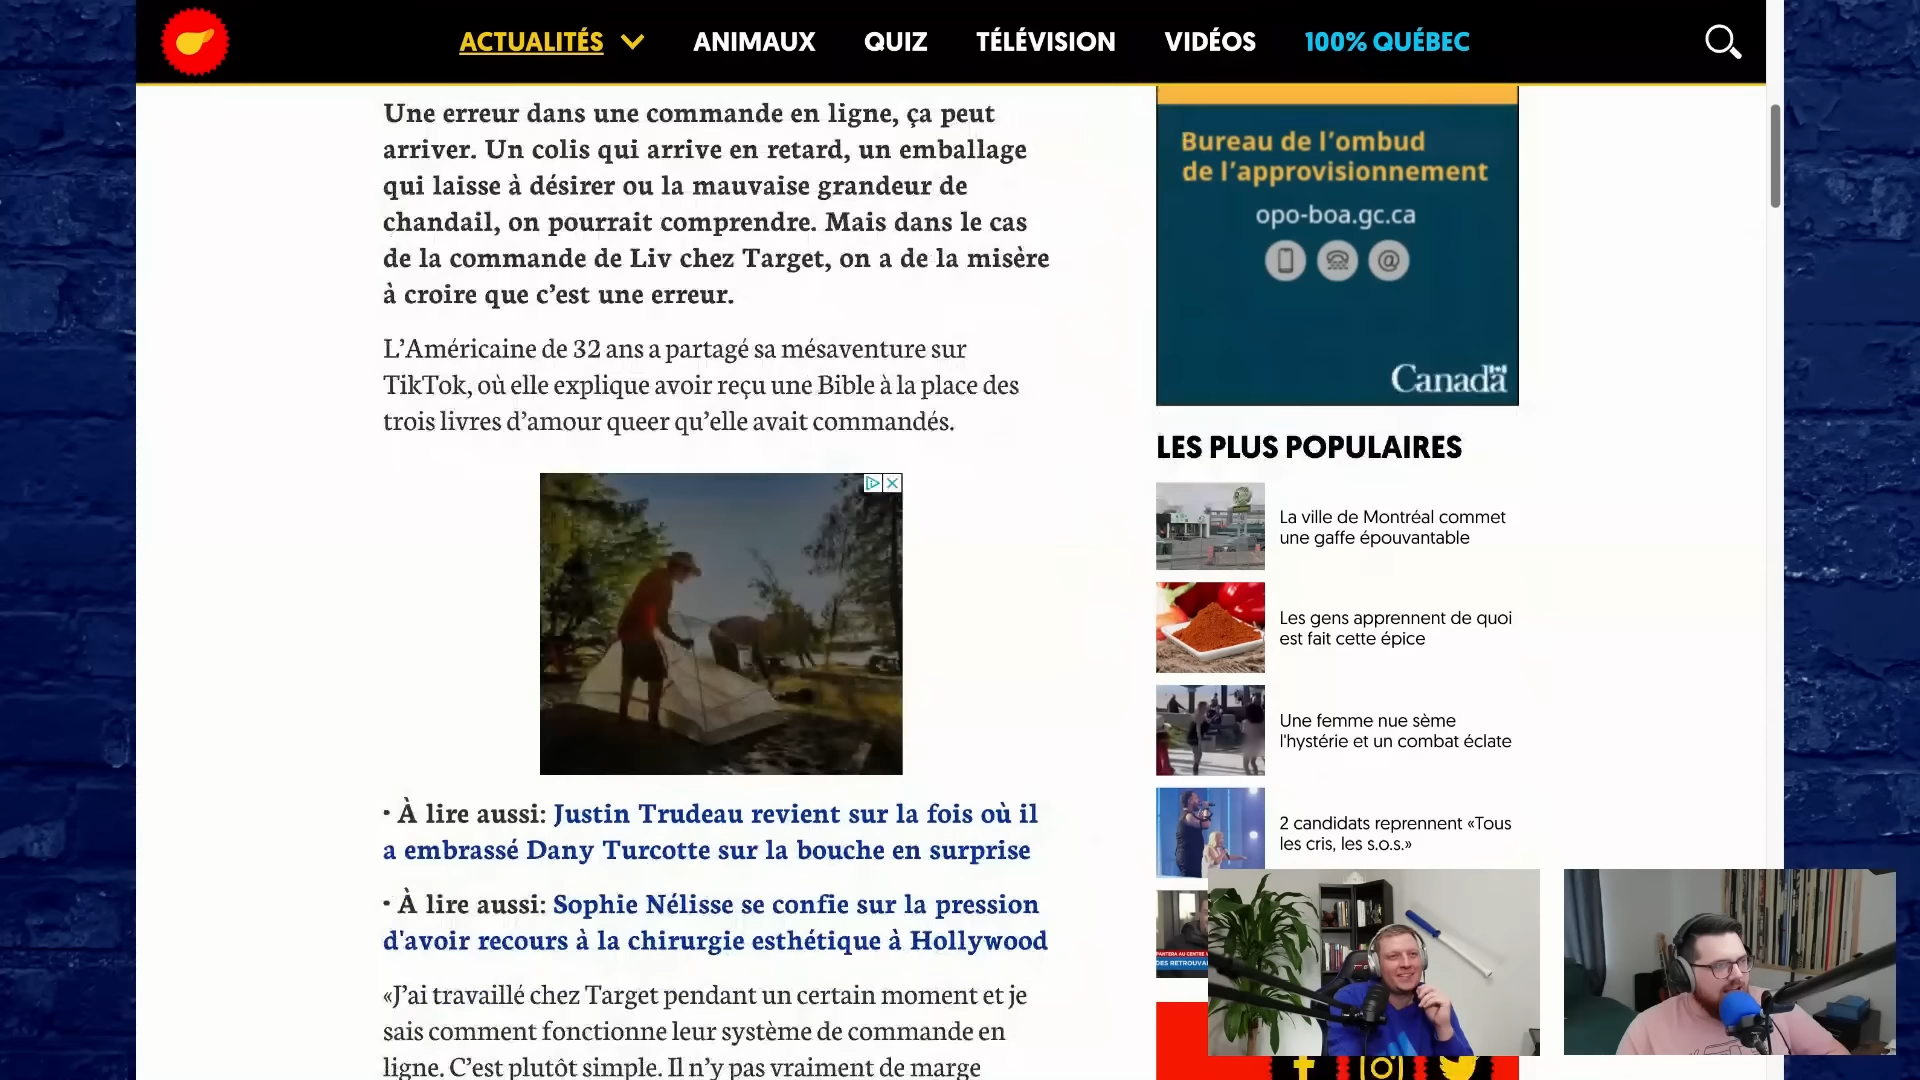 ACTUALITÉS ANIMAUX QUIZ TÉLÉVISION VIDÉOS 100% QUÉBEC
Une erreur dans une commande en ligne, ça peut
arriver. Un colis qui arrive en retard, un emballage
qui laisse à désirer ou la mauvaise grandeur de
chandail, on pourrait comprendre. Mais dans le cas
de la commande de Liv chez Target, on a de la misère
à croire que c’est une erreur.
L’Américaine de 32 ans a partagé sa mésaventure sur
TikTok, où elle explique avoir reçu une Bible à la place des
trois livres d’amour queer qu’elle avait commandés.
• À lire aussi: Justin Trudeau revient sur la fois où il
a embrassé Dany Turcotte sur la bouche en surprise
• À lire aussi: Sophie Nélisse se confie sur la pression
d'avoir recours à la chirurgie esthétique à Hollywood
«J’ai travaillé chez Target pendant un certain moment et je
sais comment fonctionne leur système de commande en
ligne. C’est plutôt simple. Il n’y pas vraiment de marge
Bureau de l’ombud
de l’approvisionnement
opo-boa.gc.ca
Canada
LES PLUS POPULAIRES
La ville de Montréal commet
une gaffe épouvantable
Les gens apprennent de quoi
est fait cette épice
Une femme nue sème
l'hystérie et un combat éclate
2 candidats reprennent «Tous
les cris, les s.o.s.»